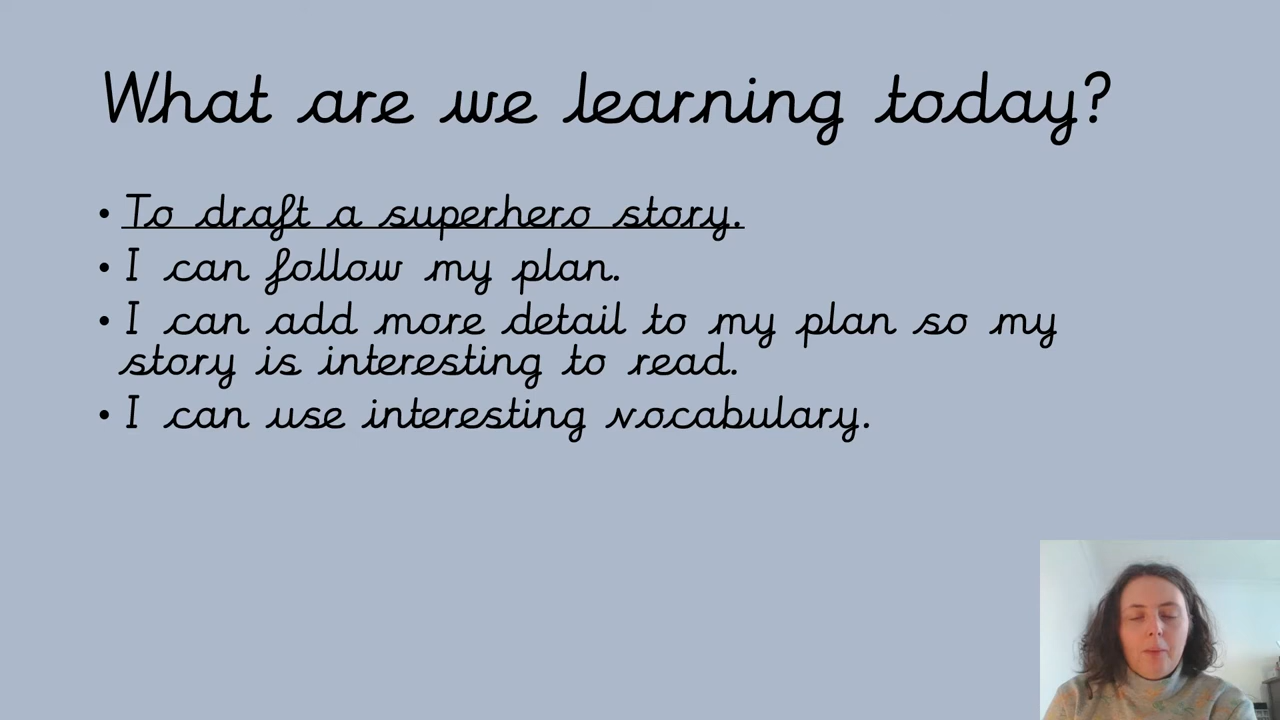 What are we learning today?
• To draft a superhero story.
• I can follow my plan.
• I can add more detail to my plan so my
story is interesting to read.
• I can use interesting vocabulary.